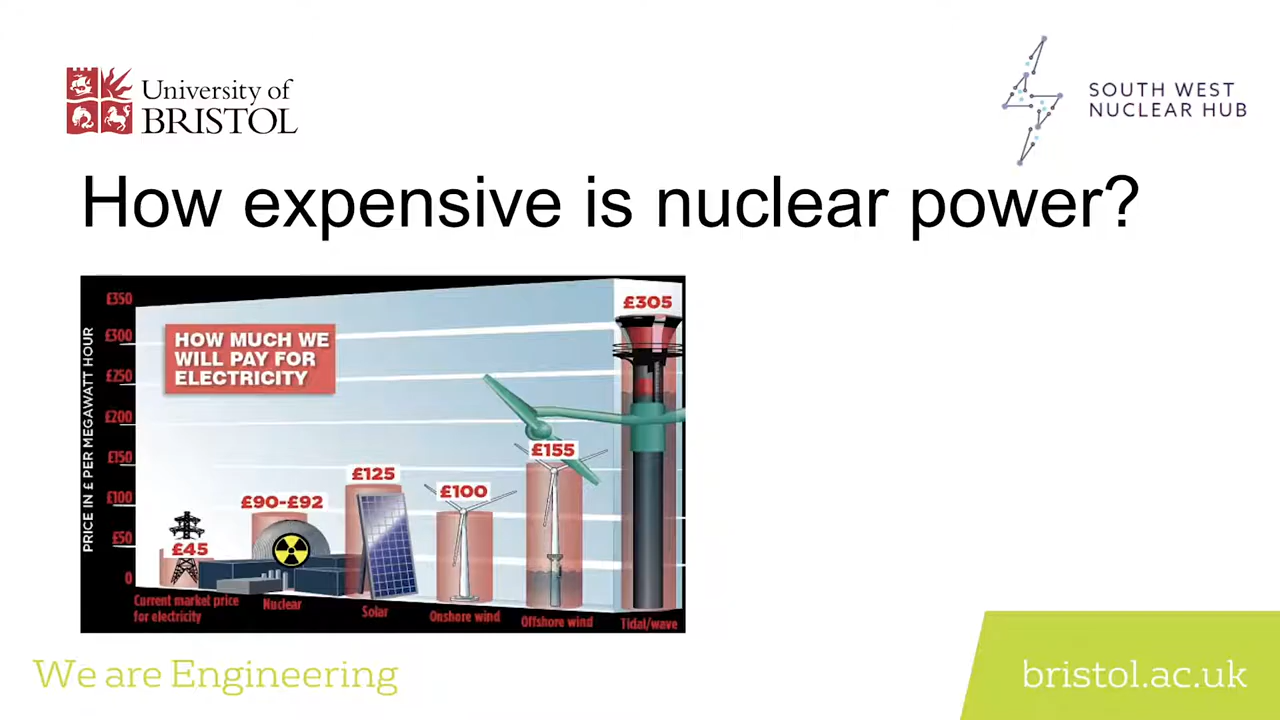 University of
BRISTOL
SOUTH WEST
NUCLEAR HUB
How expensive is nuclear power?
£350
£300
£250
£200
£150
£100
£50
0
PRICE IN £ PER MEGAWATT HOUR
HOW MUCH WE
WILL PAY FOR
ELECTRICITY
£45
£90-£92
£125
£100
£155
£305
Current market price
for electricity
Nuclear
Solar
Onshore wind
Offshore wind
Tidal/wave
We are Engineering
bristol.ac.uk